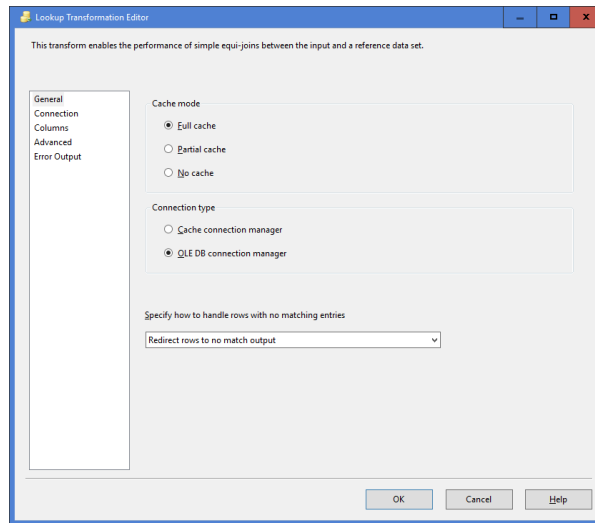 Lookup Transformation Editor
This transform enables the performance of simple equi-joins between the input and a reference data set.
General
Connection
Columns
Advanced
Error Output
Cache mode
Full cache
Partial cache
No cache
Connection type
Cache connection manager
OLE DB connection manager
Specify how to handle rows with no matching entries
Redirect rows to no match output
OK Cancel Help